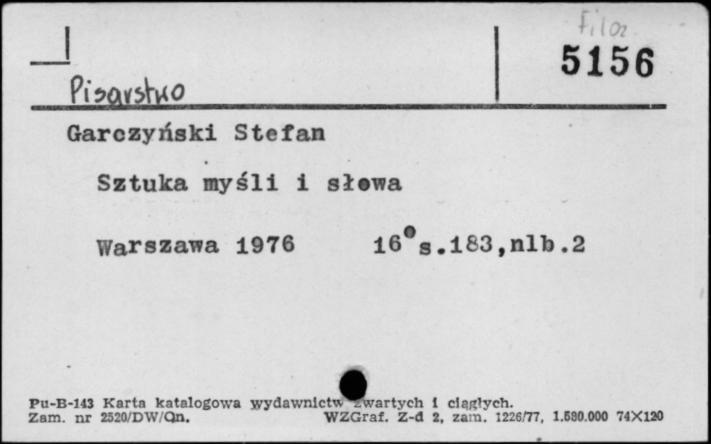 Filoz
5156
Pisarstwo
Garczyński Stefan
Sztuka myśli i słowa
Warszawa 1976 16° s.183,nlb.2
Pu-B-143 Karta katalogowa wydawnictw zwartych i ciągłych.
Zam. nr 2520/DW/Qn. WZGraf. Z-d 2, zam. 1226/77, 1.580.000 74X120